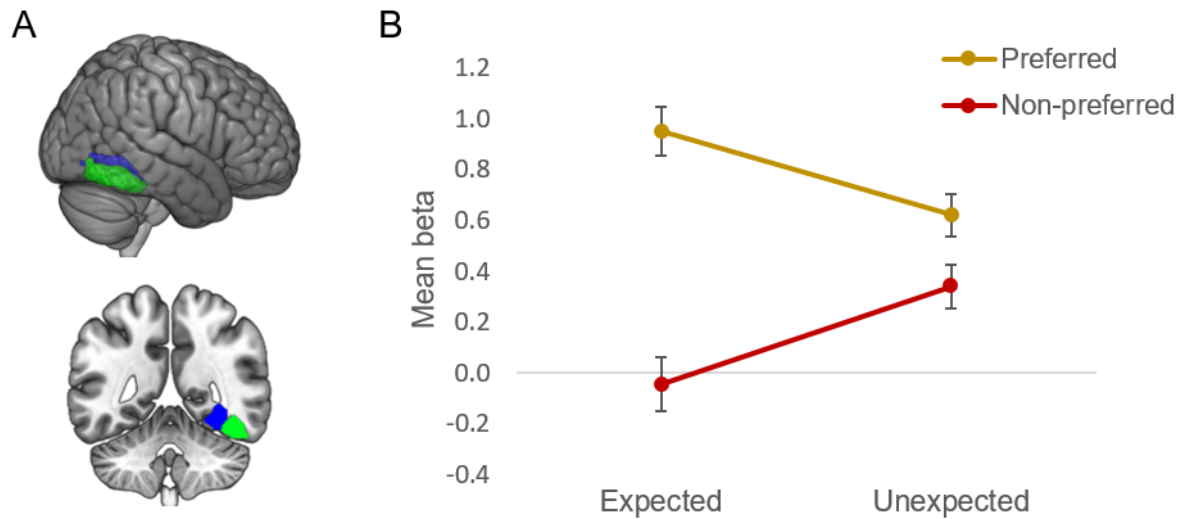 A
B
Preferred
Non-preferred
1.2
1.0
0.8
0.6
0.4
0.2
0.0
-0.2
-0.4
Mean beta
Expected
Unexpected